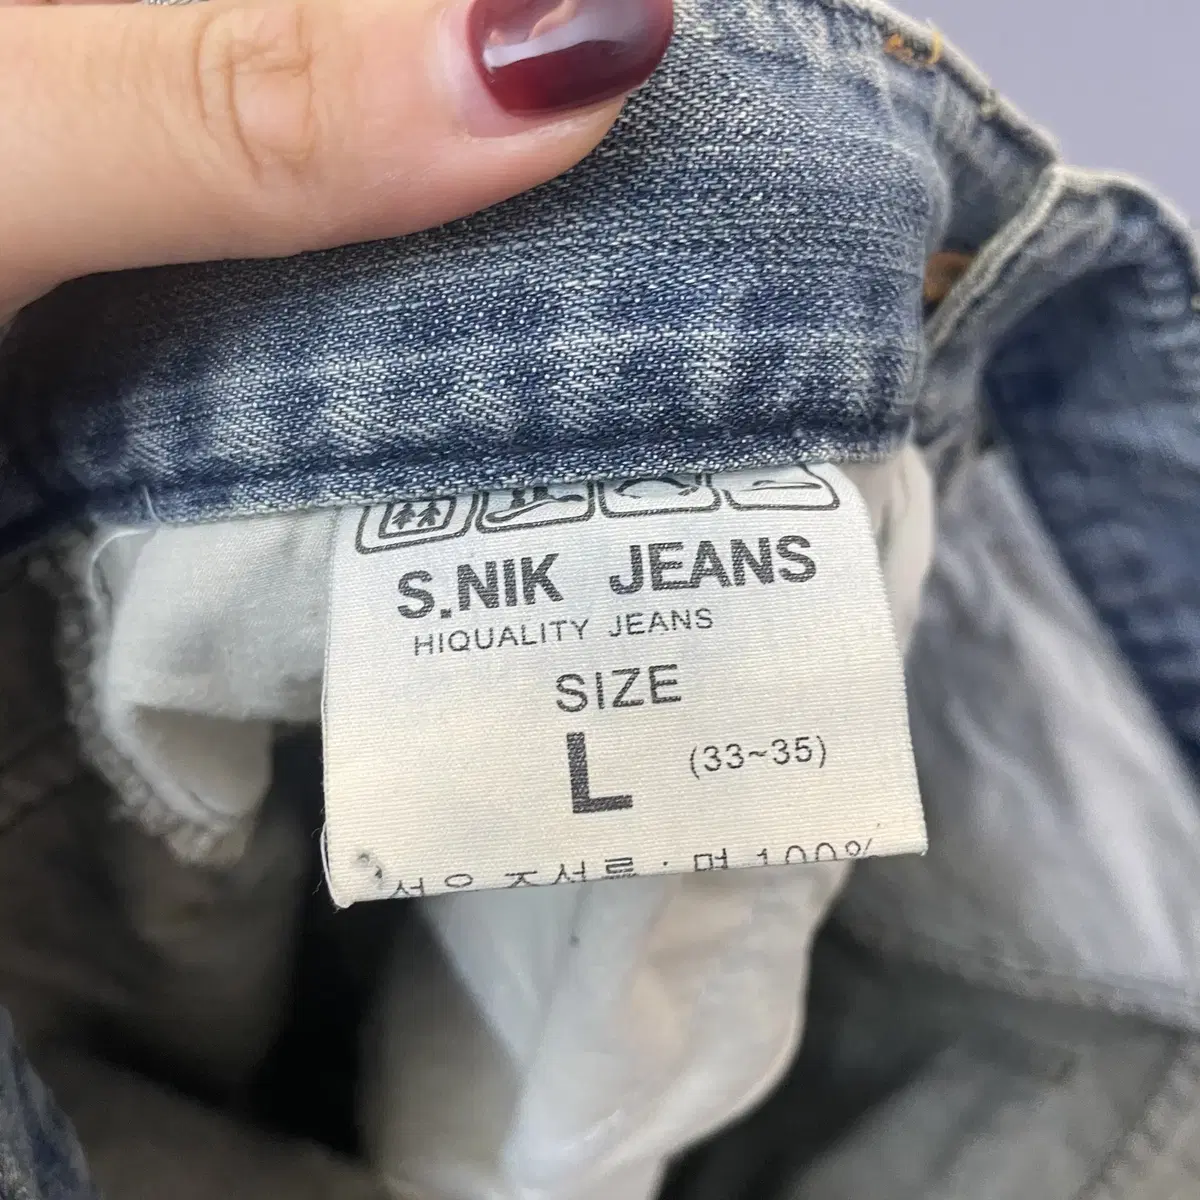 S.NIK JEANS
HIQUALITY JEANS
SIZE
L (33~35)
섬유 조성률 : 면 100%